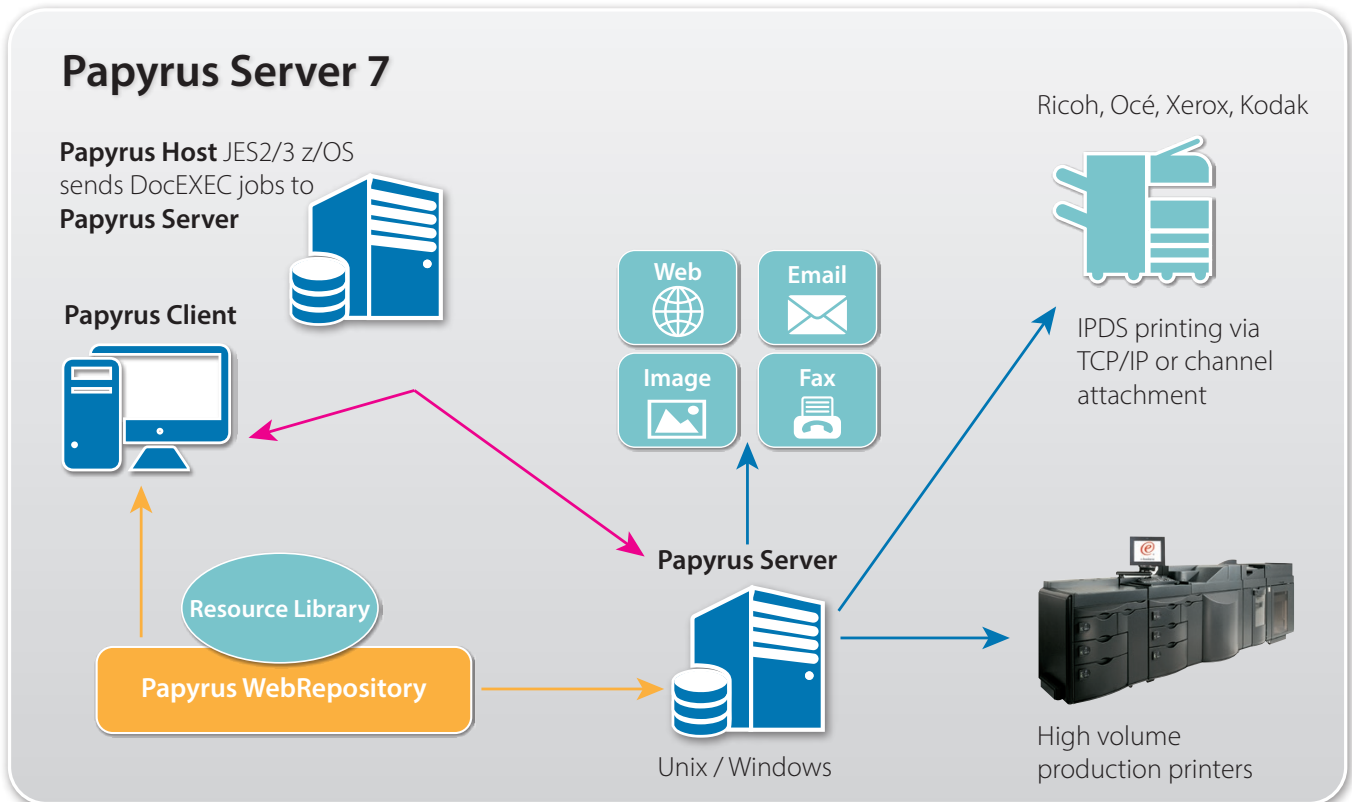 Papyrus Server 7
Papyrus Host JES2/3 z/OS
sends DocEXEC jobs to
Papyrus Server
Papyrus Client
Resource Library
Papyrus WebRepository
Web
Email
Image
Fax
Papyrus Server
Unix / Windows
Ricoh, Océ, Xerox, Kodak
IPDS printing via
TCP/IP or channel
attachment
High volume
production printers